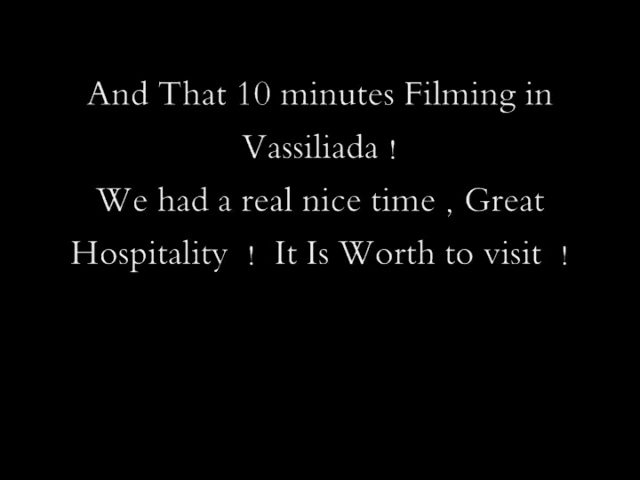 And That 10 minutes Filming in
Vassiliada !
We had a real nice time , Great
Hospitality  !  It Is Worth to visit  !